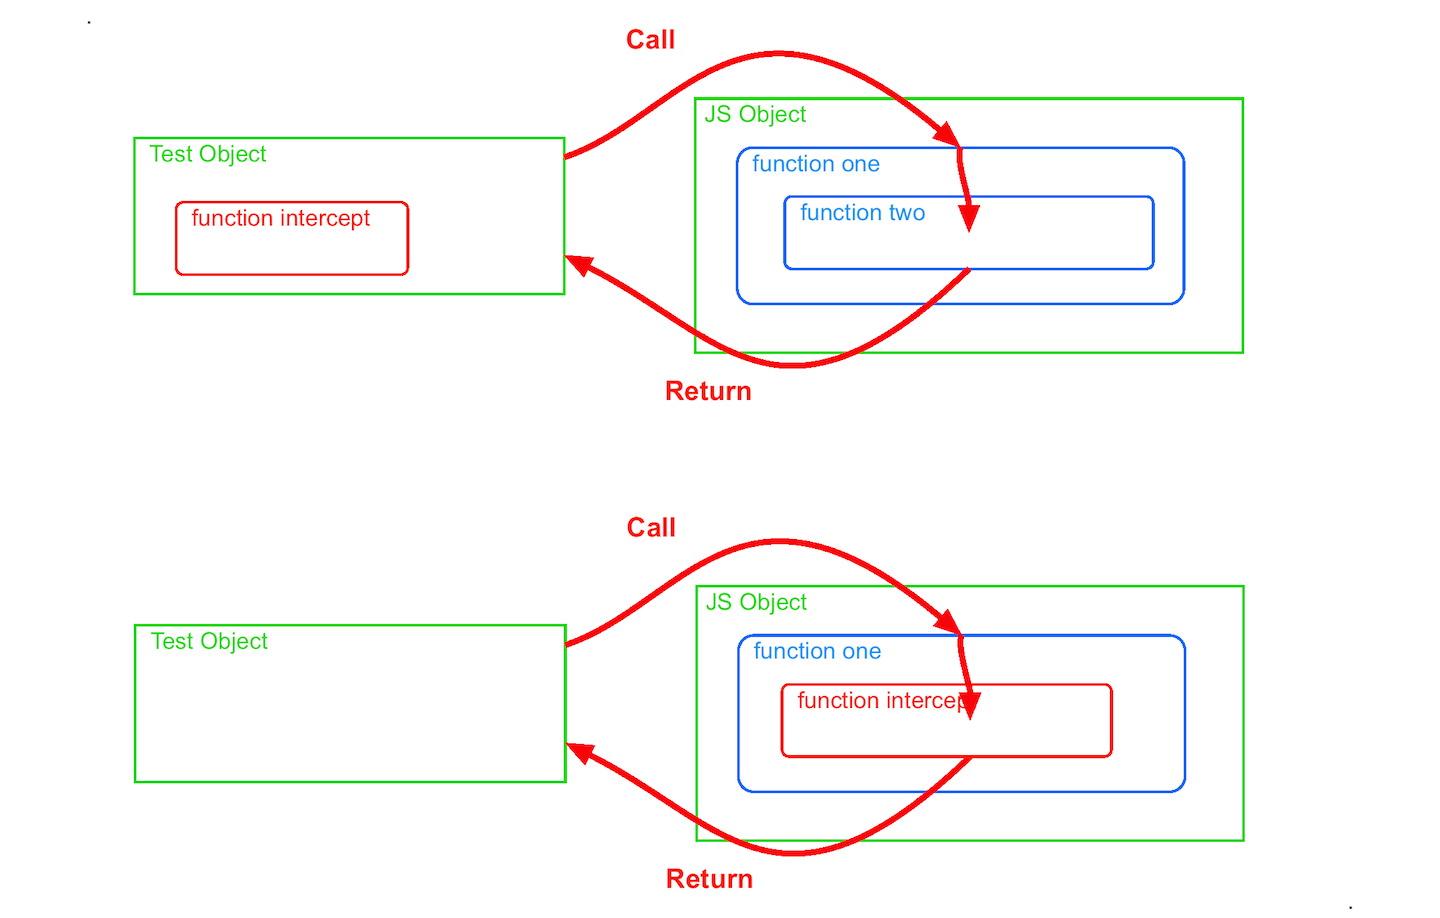 Call
JS Object
Test Object
function one
function intercept
function two
Return
Call
JS Object
Test Object
function one
function intercept
Return